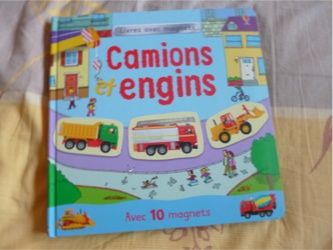 Livres avec magnets
Camions
et engins
Avec 10 magnets